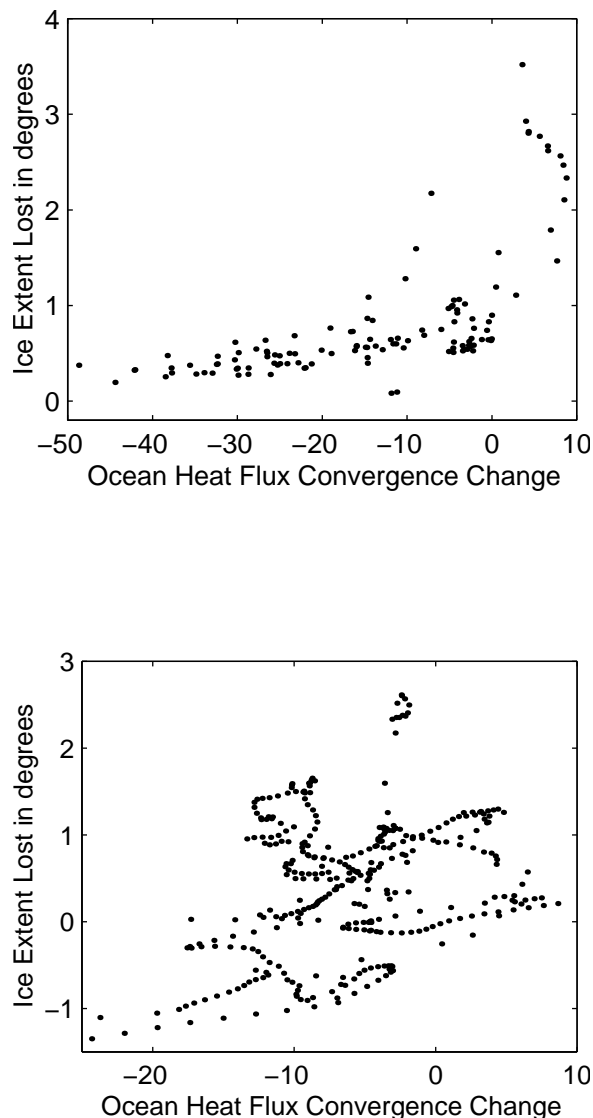 4
3
2
1
0
Ice Extent Lost in degrees
−50 −40 −30 −20 −10 0 10
Ocean Heat Flux Convergence Change
3
2
1
0
−1
Ice Extent Lost in degrees
−20 −10 0 10
Ocean Heat Flux Convergence Change